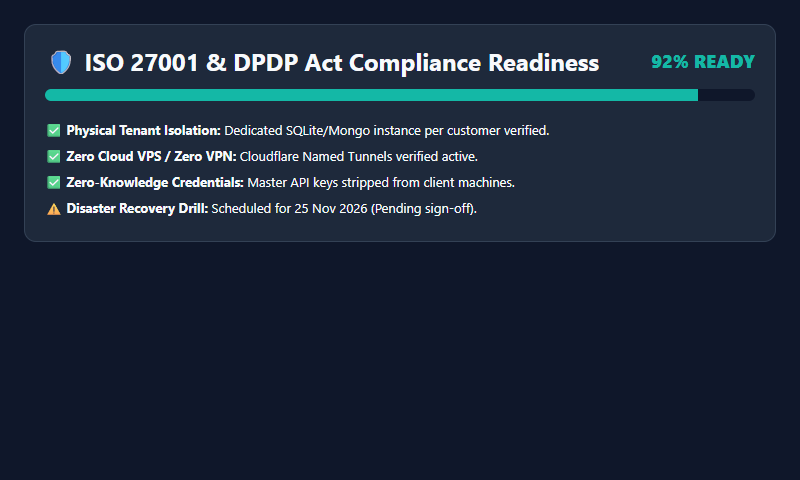 ISO 27001 & DPDP Act Compliance Readiness
92% READY
Physical Tenant Isolation: Dedicated SQLite/Mongo instance per customer verified.
Zero Cloud VPS / Zero VPN: Cloudflare Named Tunnels verified active.
Zero-Knowledge Credentials: Master API keys stripped from client machines.
Disaster Recovery Drill: Scheduled for 25 Nov 2026 (Pending sign-off).